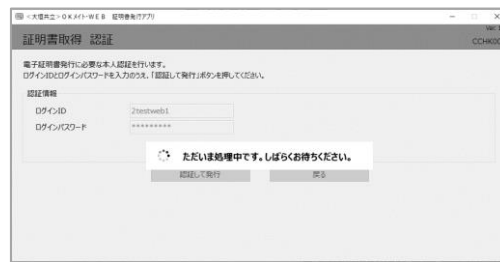 <大垣共立>OKメイト-WEB 証明書発行アプリ
証明書取得 認証
CCHK00
電子証明書発行に必要な本人認証を行います。
ログインIDとログインパスワードを入力のうえ、「認証して発行」ボタンを押してください。
認証情報
ログインID 2testweb1
ログインパスワード *********
ただいま処理中です。しばらくお待ちください。
認証して発行 戻る